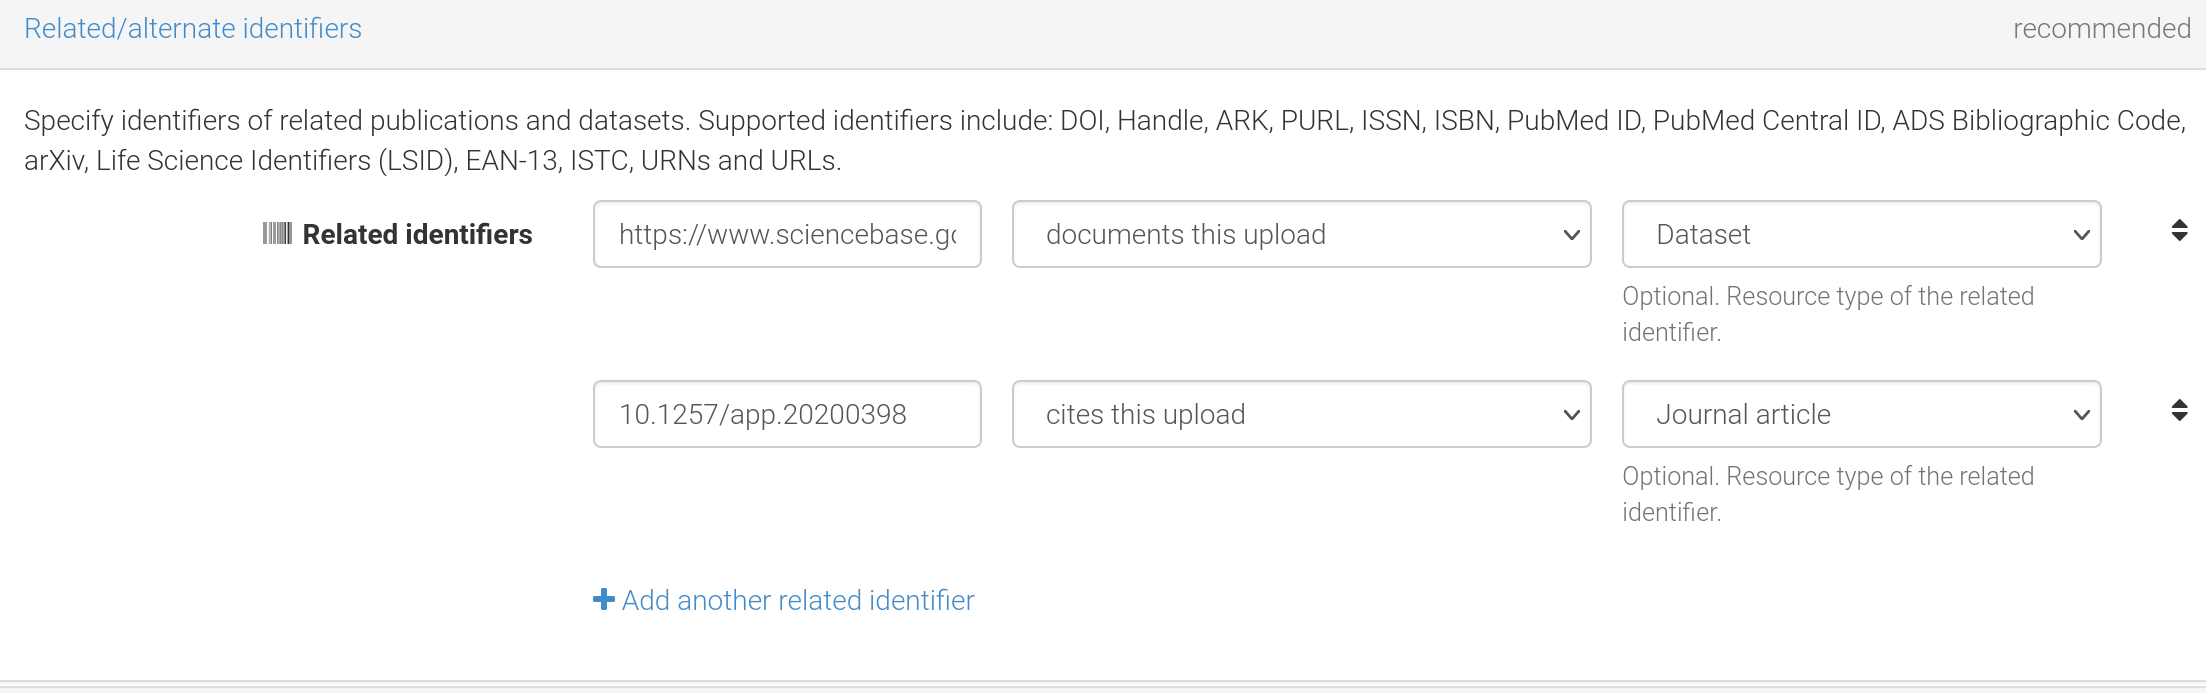 Related/alternate identifiers recommended
Specify identifiers of related publications and datasets. Supported identifiers include: DOI, Handle, ARK, PURL, ISSN, ISBN, PubMed ID, PubMed Central ID, ADS Bibliographic Code,
arXiv, Life Science Identifiers (LSID), EAN-13, ISTC, URNs and URLs.
Related identifiers https://www.sciencebase.go documents this upload Dataset
Optional. Resource type of the related
identifier.
10.1257/app.20200398 cites this upload Journal article
Optional. Resource type of the related
identifier.
Add another related identifier